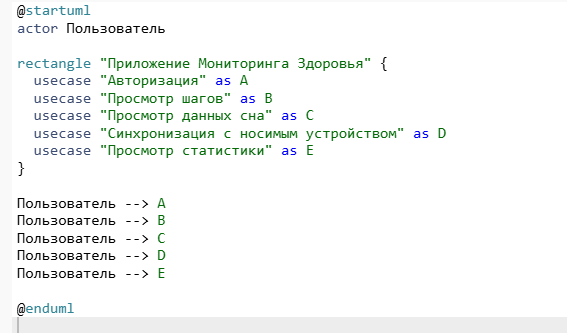 @startuml
actor Пользователь
rectangle "Приложение Мониторинга Здоровья" {
usecase "Авторизация" as A
usecase "Просмотр шагов" as B
usecase "Просмотр данных сна" as C
usecase "Синхронизация с носимым устройством" as D
usecase "Просмотр статистики" as E
}
Пользователь --> A
Пользователь --> B
Пользователь --> C
Пользователь --> D
Пользователь --> E
@enduml